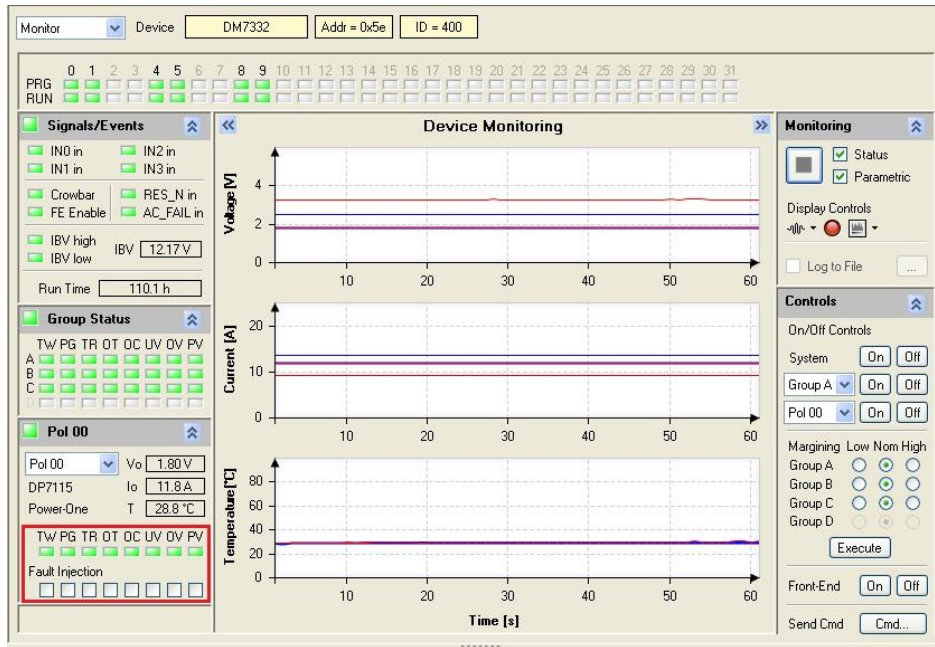 Monitor Device DM7332 Addr = 0x5e ID = 400
0 1 2 3 4 5 6 7 8 9 10 11 12 13 14 15 16 17 18 19 20 21 22 23 24 25 26 27 28 29 30 31
PRG
RUN
Signals/Events
IN0 in IN2 in
IN1 in IN3 in
Crowbar RES_N in
FE Enable AC_FAIL in
IBV high
IBV low
IBV 12.17 V
Run Time 110.1 h
Group Status
TW PG TR OT OC UV OV PV
A
B
C
D
Pol 00
Pol 00 Vo 1.80 V
DP7115 Io 11.8 A
Power-One T 28.8 °C
TW PG TR OT OC UV OV PV
Fault Injection
Device Monitoring
Voltage [V]
4
2
0
10 20 30 40 50 60
Current [A]
20
10
0
10 20 30 40 50 60
Temperature [°C]
80
60
40
20
0
10 20 30 40 50 60
Time [s]
Monitoring
Status
Parametric
Display Controls
Log to File ...
Controls
On/Off Controls
System On Off
Group A On Off
Pol 00 On Off
Margining Low Nom High
Group A
Group B
Group C
Group D
Execute
Front-End On Off
Send Cmd Cmd...